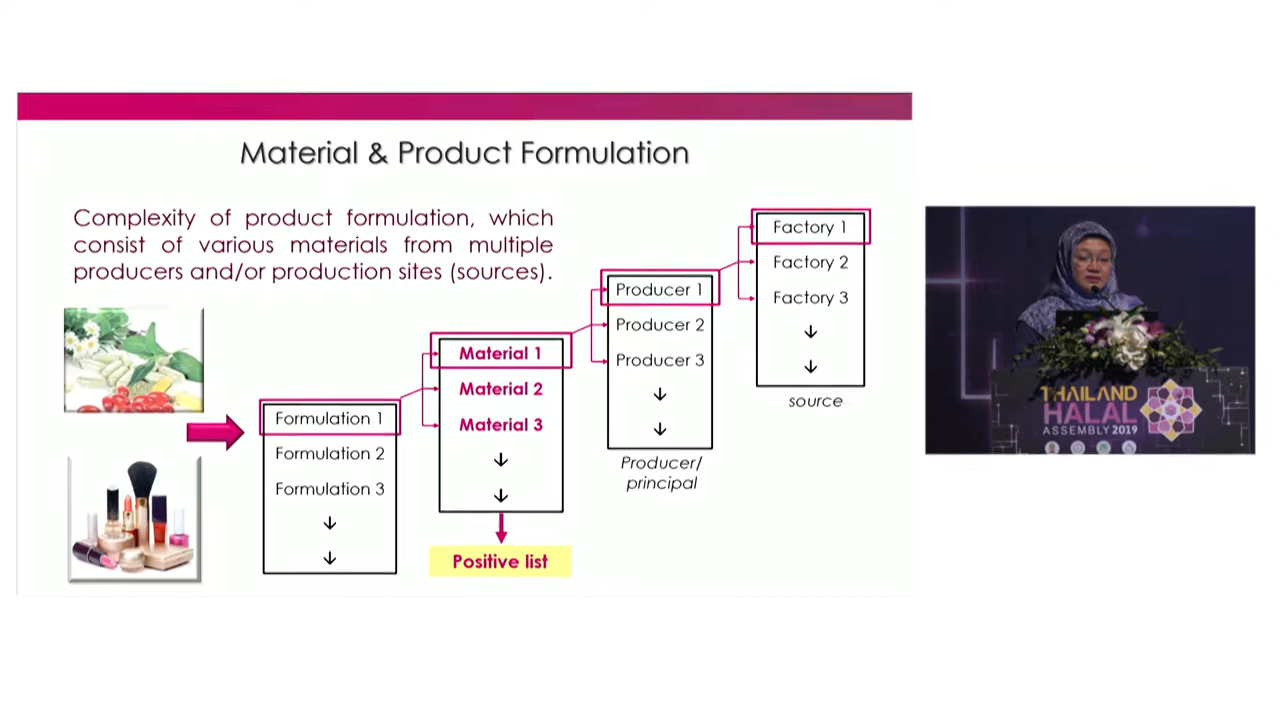 Material & Product Formulation
Complexity of product formulation, which
consist of various materials from multiple
producers and/or production sites (sources).
Formulation 1
Formulation 2
Formulation 3
Material 1
Material 2
Material 3
Positive list
Producer 1
Producer 2
Producer 3
Producer/
principal
Factory 1
Factory 2
Factory 3
source
THAILAND
HALAL
ASSEMBLY 2019